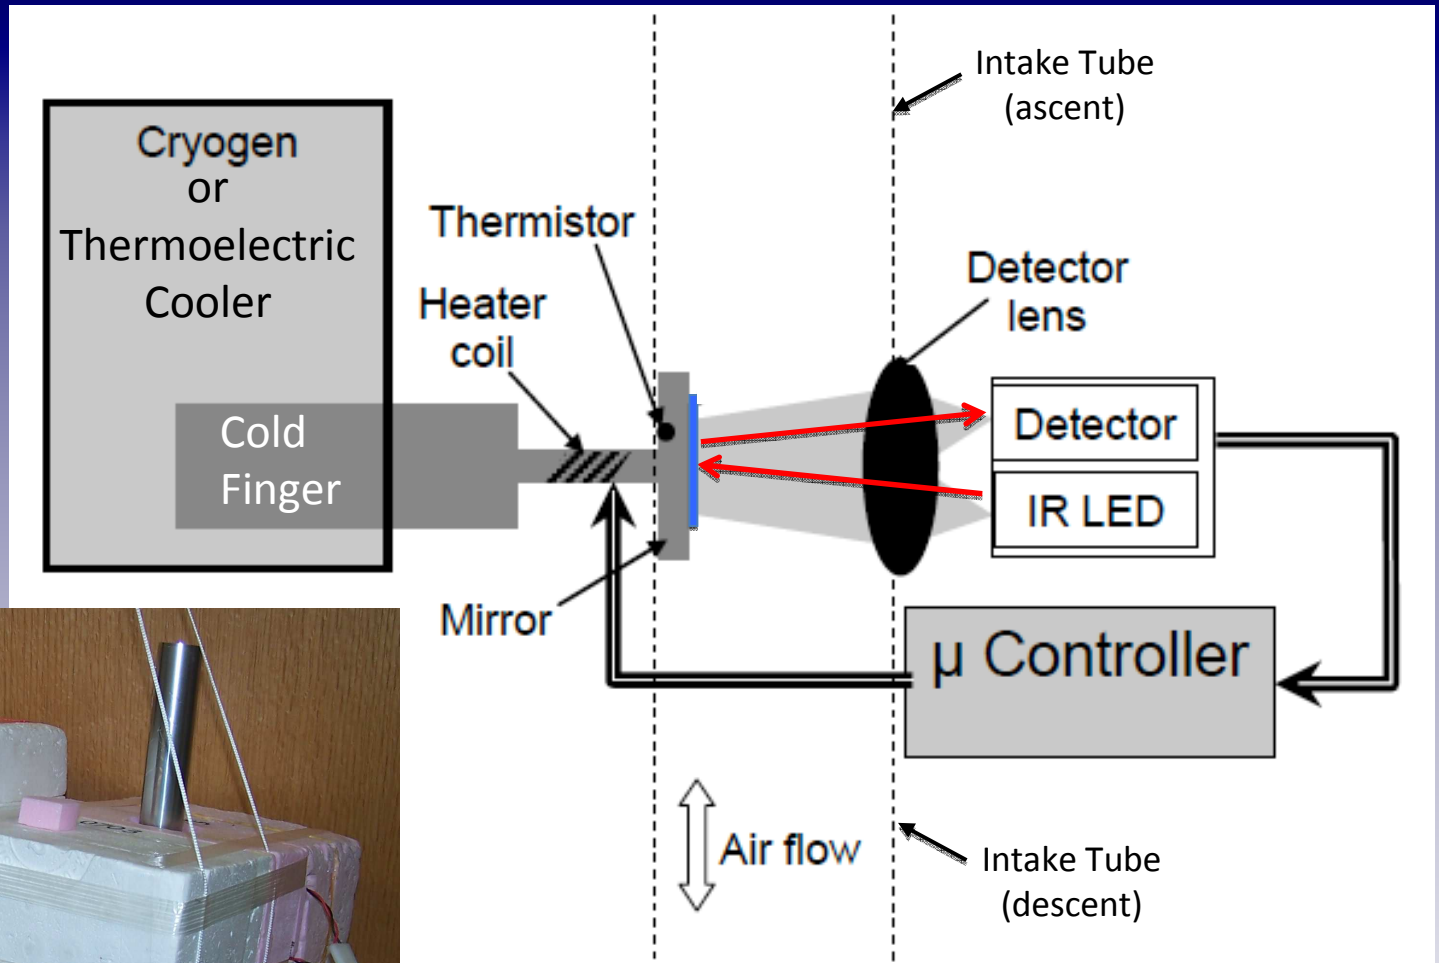 Intake Tube
(ascent)
Cryogen
or
Thermoelectric
Cooler
Thermistor
Heater
coil
Detector
lens
Cold
Finger
Detector
IR LED
Mirror
μ Controller
Air flow
Intake Tube
(descent)